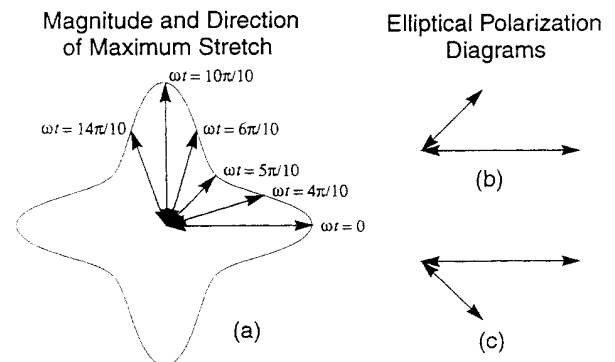 Magnitude and Direction
of Maximum Stretch
Elliptical Polarization
Diagrams
ωt = 10π/10
ωt = 14π/10
ωt = 6π/10
ωt = 5π/10
ωt = 4π/10
ωt = 0
(a)
(b)
(c)